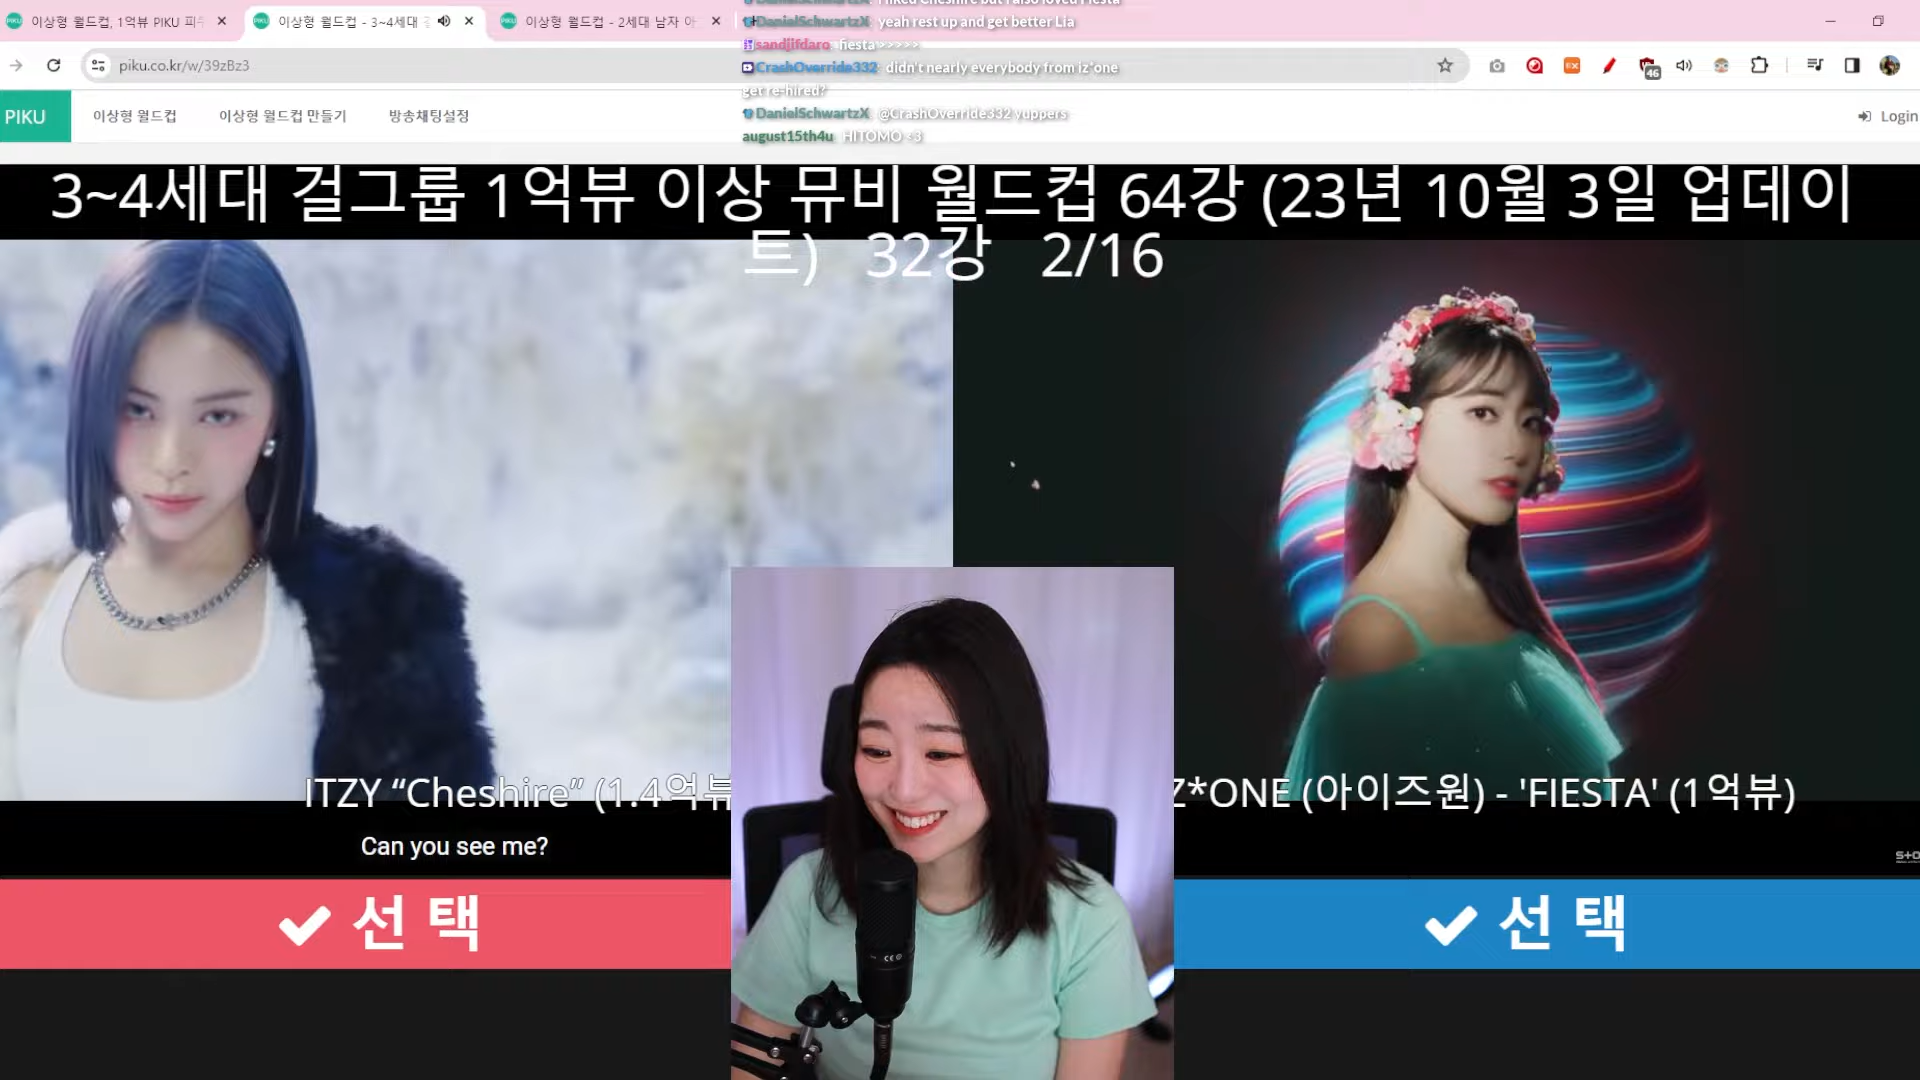 이상형 월드컵, 1억뷰 PIKU 피
이상형 월드컵 - 3~4세대
이상형 월드컵 - 2세대 남자 아
DanielSchwartzX yeah rest up and get better Lia
sandjifdaro fiesta >>>>>
piku.co.kr/w/39zBz3
CrashOverride332 didn't nearly everybody from iz*one
get re-hired?
46
PIKU
이상형 월드컵
이상형 월드컵 만들기
방송채팅설정
DanielSchwartzX @CrashOverride332 yuppers
Login
august15th4u HITOMO <3
3~4세대 걸그룹 1억뷰 이상 뮤비 월드컵 64강 (23년 10월 3일 업데이
트) 32강 2/16
ITZY “Cheshire” (1.4억뷰
Z*ONE (아이즈원) - 'FIESTA' (1억뷰)
Can you see me?
선 택
선 택